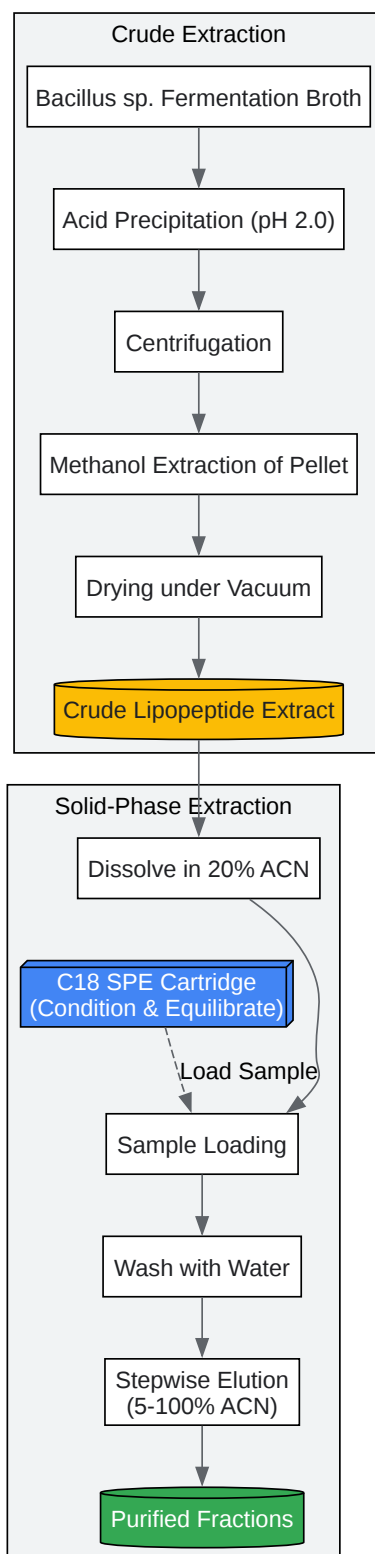 Crude Extraction
Bacillus sp. Fermentation Broth
Acid Precipitation (pH 2.0)
Centrifugation
Methanol Extraction of Pellet
Drying under Vacuum
Crude Lipopeptide Extract
Solid-Phase Extraction
Dissolve in 20% ACN
C18 SPE Cartridge
(Condition & Equilibrate)
Load Sample
Sample Loading
Wash with Water
Stepwise Elution
(5-100% ACN)
Purified Fractions